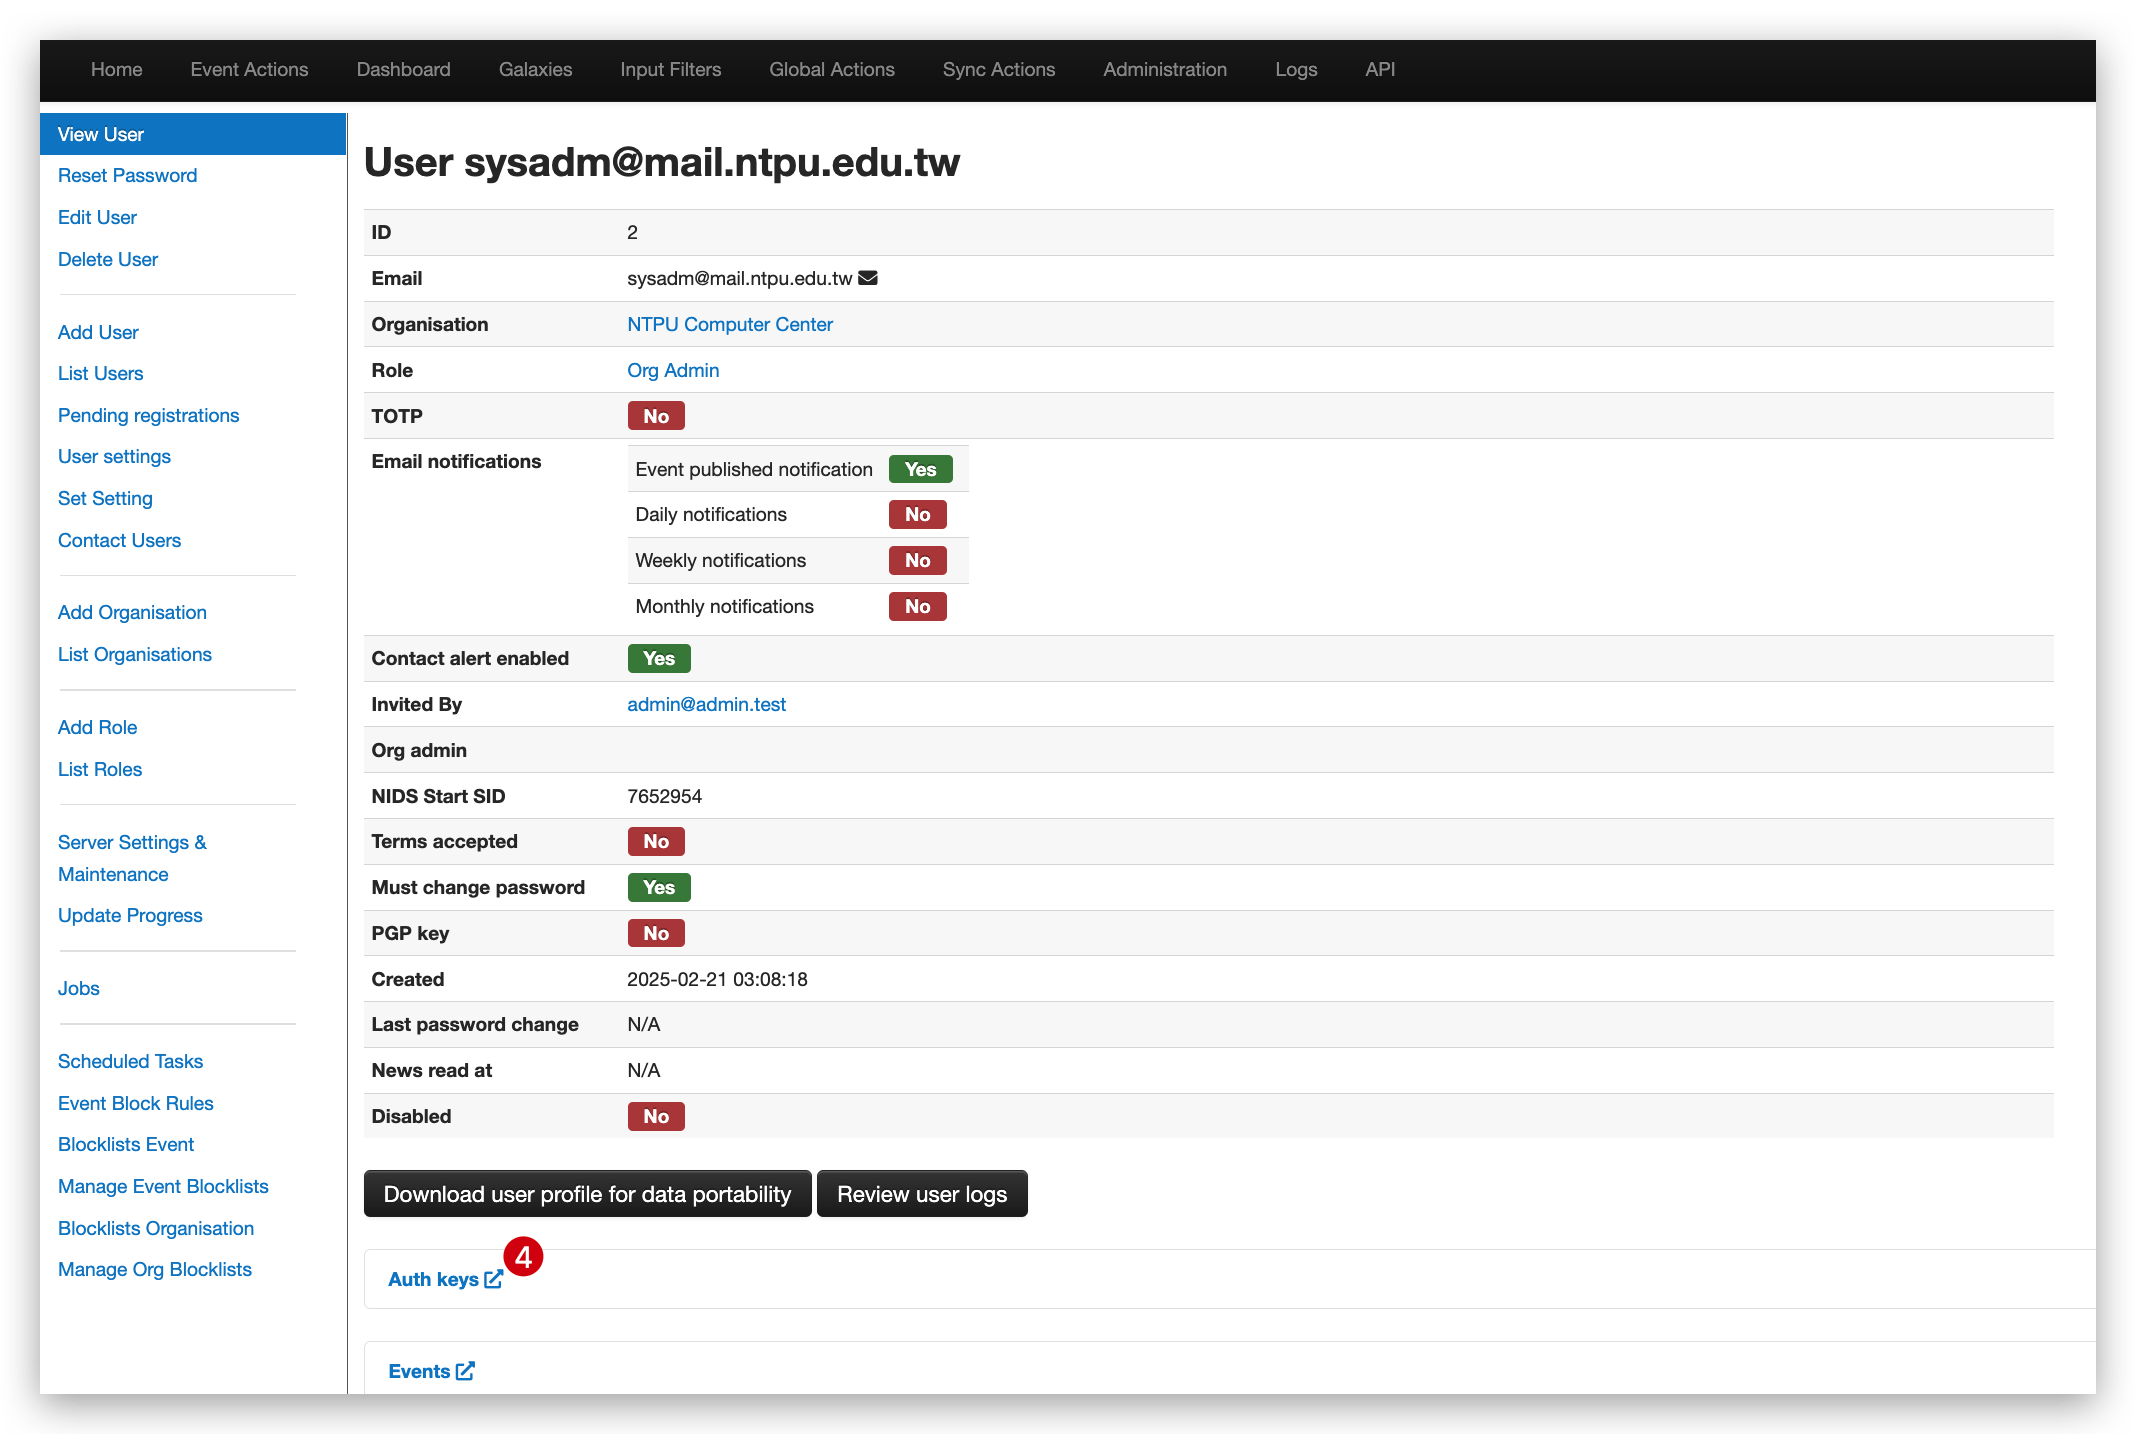 Home Event Actions Dashboard Galaxies Input Filters Global Actions Sync Actions Administration Logs API
View User
Reset Password
Edit User
Delete User
Add User
List Users
Pending registrations
User settings
Set Setting
Contact Users
Add Organisation
List Organisations
Add Role
List Roles
Server Settings &
Maintenance
Update Progress
Jobs
Scheduled Tasks
Event Block Rules
Blocklists Event
Manage Event Blocklists
Blocklists Organisation
Manage Org Blocklists
User sysadm@mail.ntpu.edu.tw
ID 2
Email sysadm@mail.ntpu.edu.tw
Organisation NTPU Computer Center
Role Org Admin
TOTP No
Email notifications
Event published notification Yes
Daily notifications No
Weekly notifications No
Monthly notifications No
Contact alert enabled Yes
Invited By admin@admin.test
Org admin
NIDS Start SID 7652954
Terms accepted No
Must change password Yes
PGP key No
Created 2025-02-21 03:08:18
Last password change N/A
News read at N/A
Disabled No
Download user profile for data portability Review user logs
4
Auth keys
Events